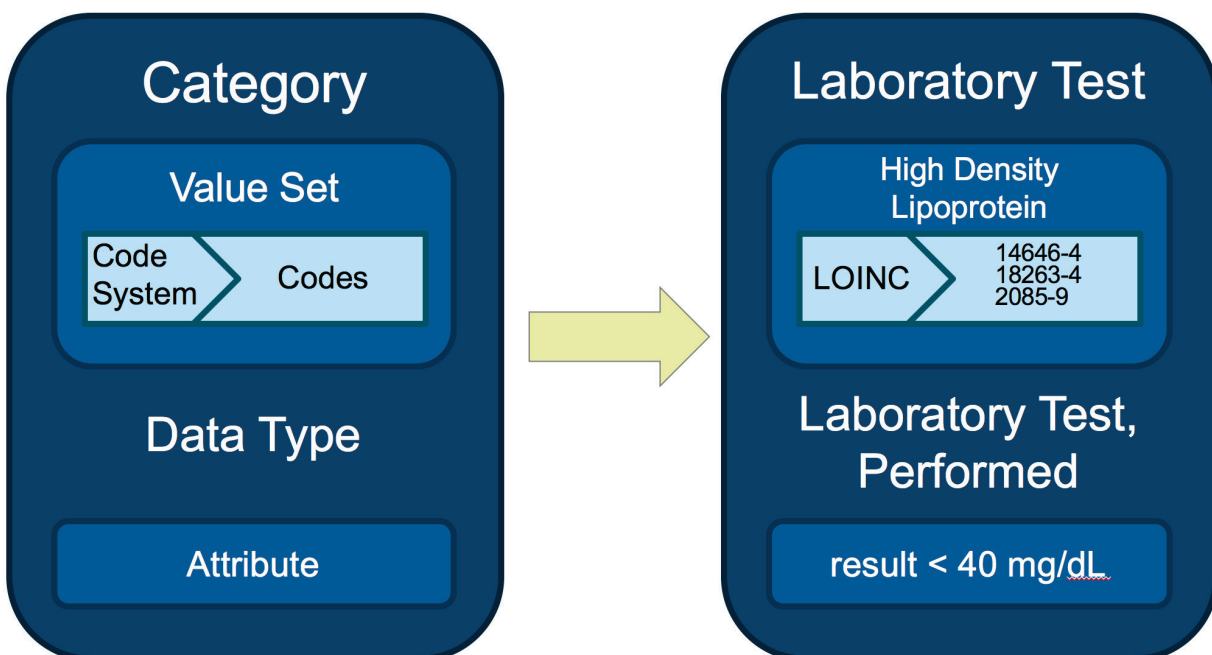 Category
Value Set
Code
System
Codes
Data Type
Attribute
Laboratory Test
High Density
Lipoprotein
LOINC
14646-4
18263-4
2085-9
Laboratory Test,
Performed
result < 40 mg/dL